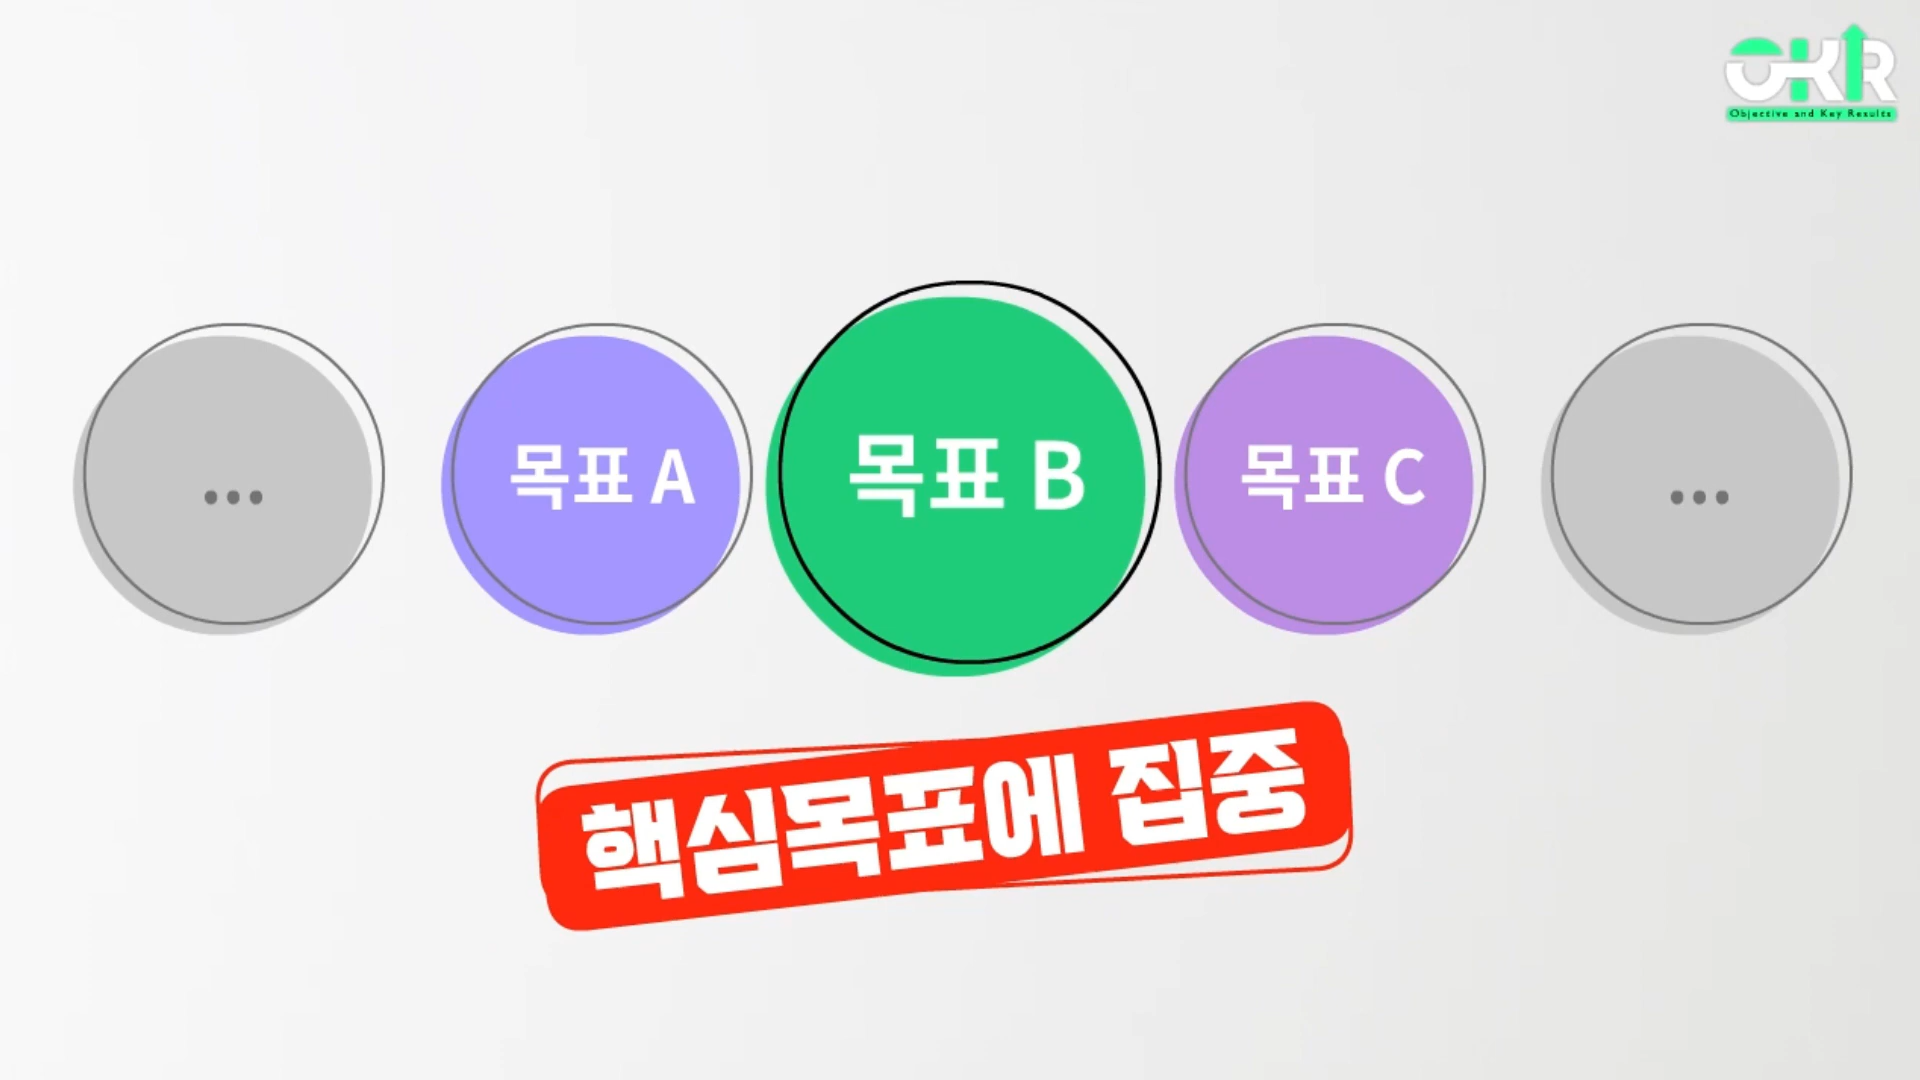 OKR
Objective and Key Results
...
목표 A
목표 B
목표 C
...
핵심목표에 집중